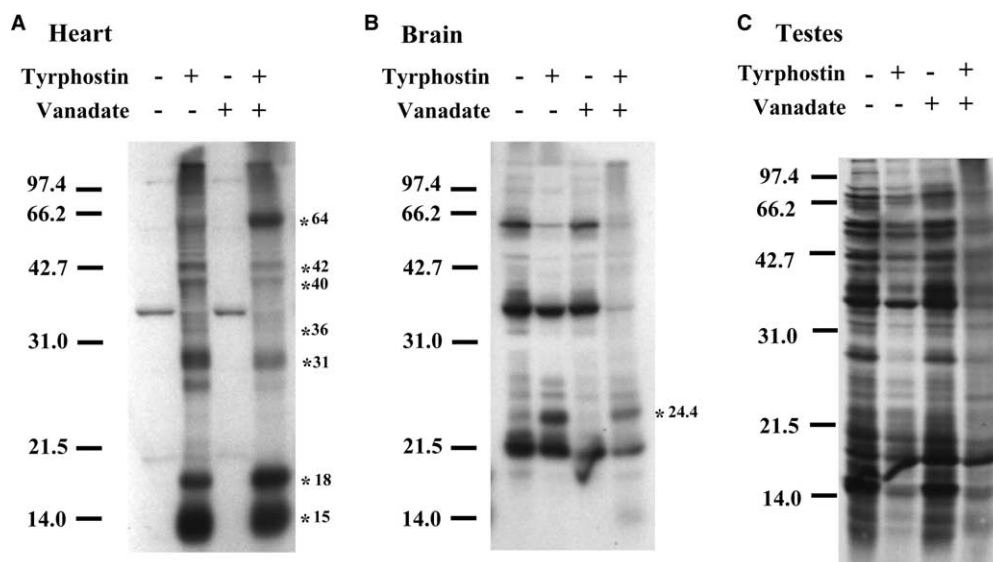 A Heart
Tyrphostin - + - +
Vanadate - - + +
97.4
66.2
42.7
31.0
21.5
14.0
*64
*42
*40
*36
*31
*18
*15
B Brain
Tyrphostin - + - +
Vanadate - - + +
97.4
66.2
42.7
31.0
21.5
14.0
*24.4
C Testes
Tyrphostin - + - +
Vanadate - - + +
97.4
66.2
42.7
31.0
21.5
14.0